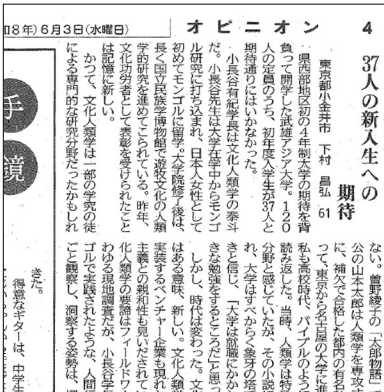 8年)6月3日(水曜日)
オピニオン
4
37人の新入生への
期待
東京都小金井市 下村 昌弘 61
県西部地区初の4年制大学の期待を
負って開学した武雄アジア大学。120
人の定員のうち、初年度入学生が37人と
期待通りにはいかなかった。
小長谷有紀学長は文化人類学の泰斗
だ。小長谷先生は大学在学中からモンゴ
ル研究に打ち込まれ、日本人女性として
初めてモンゴルに留学。大学院修了後は、
長く国立民族学博物館で遊牧文化の人類
学的研究を進めてこられている。昨年、
文化功労者として表彰を受けられたこと
は記憶に新しい。
かつて、文化人類学は一部の学究の徒
による専門的な研究分野だったかもしれ
ない。曽野綾子の「太郎物語」
公の山本太郎は人類学を専攻
に、補欠で合格した都内の有名
って、東京から名古屋の大学へ進
私も高校時代、バイブルのよう
読み返した。当時、人類学は特
分野と感じていたが、その小説
れ、大学はすべからく象牙の塔
きと信じ、「大学は就職にかか
きな勉強をするところだ」と思
しかし、時代は変わった。文
はある意味、新しい。文化人類
実装するベンチャー企業も現れ
主義との親和性も見いだされて
化人類学の要諦はフィールドワ
わゆる現地調査だが、小長谷学
ゴルで実践されたような、人間
ごと観察し、洞察する姿勢は、
手鏡
きた。
得意なギターは、中学生